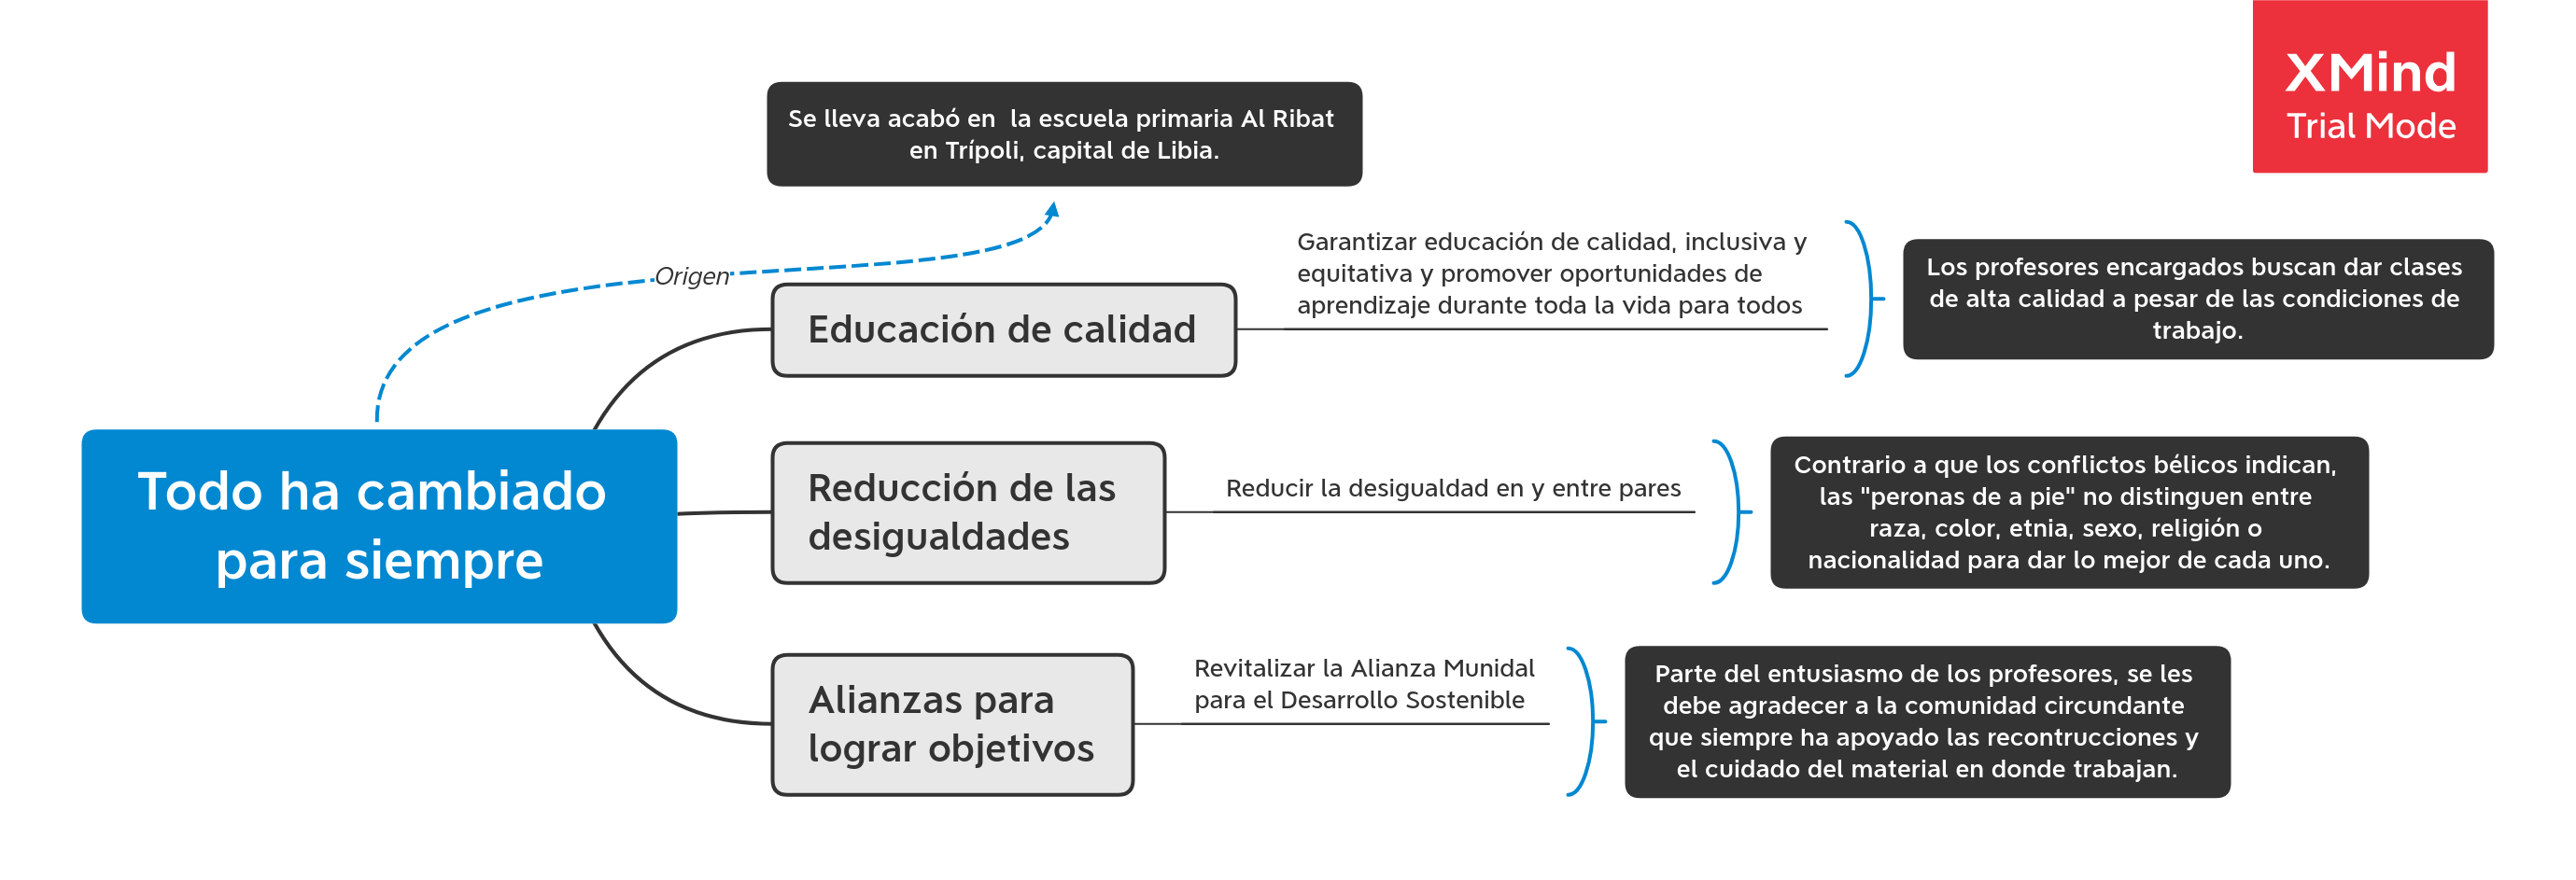 XMind
Trial Mode
Se lleva acabó en  la escuela primaria Al Ribat
en Trípoli, capital de Libia.
Origen
Garantizar educación de calidad, inclusiva y
equitativa y promover oportunidades de
aprendizaje durante toda la vida para todos
Los profesores encargados buscan dar clases
de alta calidad a pesar de las condiciones de
trabajo.
Educación de calidad
Todo ha cambiado
para siempre
Reducción de las
desigualdades
Reducir la desigualdad en y entre pares
Contrario a que los conflictos bélicos indican,
las "peronas de a pie" no distinguen entre
raza, color, etnia, sexo, religión o
nacionalidad para dar lo mejor de cada uno.
Alianzas para
lograr objetivos
Revitalizar la Alianza Munidal
para el Desarrollo Sostenible
Parte del entusiasmo de los profesores, se les
debe agradecer a la comunidad circundante
que siempre ha apoyado las recontrucciones y
el cuidado del material en donde trabajan.